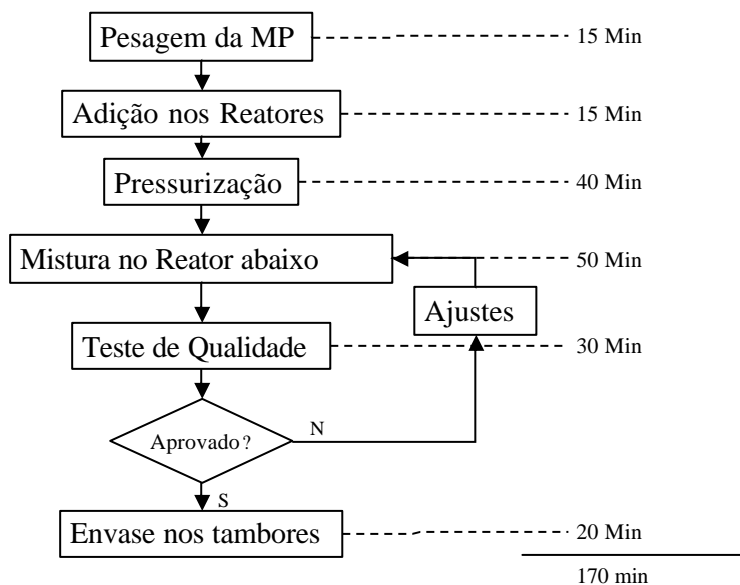 Pesagem da MP
15 Min
Adição nos Reatores
15 Min
Pressurização
40 Min
Mistura no Reator abaixo
50 Min
Ajustes
Teste de Qualidade
30 Min
Aprovado?
N
S
Envase nos tambores
20 Min
170 min